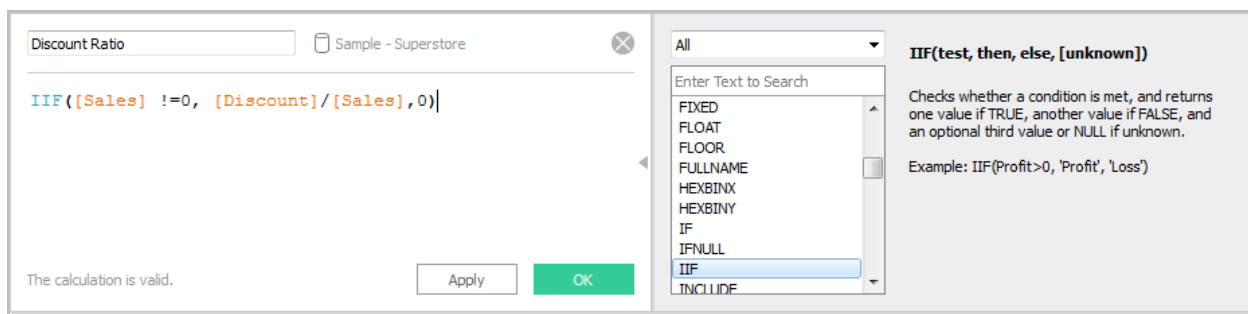 Discount Ratio
Sample - Superstore
IIF([Sales] !=0, [Discount]/[Sales],0)
The calculation is valid.
Apply
OK
All
Enter Text to Search
FIXED
FLOAT
FLOOR
FULLNAME
HEXBINX
HEXBINY
IF
IFNULL
IIF
INCLUDE
IIF(test, then, else, [unknown])
Checks whether a condition is met, and returns
one value if TRUE, another value if FALSE, and
an optional third value or NULL if unknown.
Example: IIF(Profit>0, 'Profit', 'Loss')